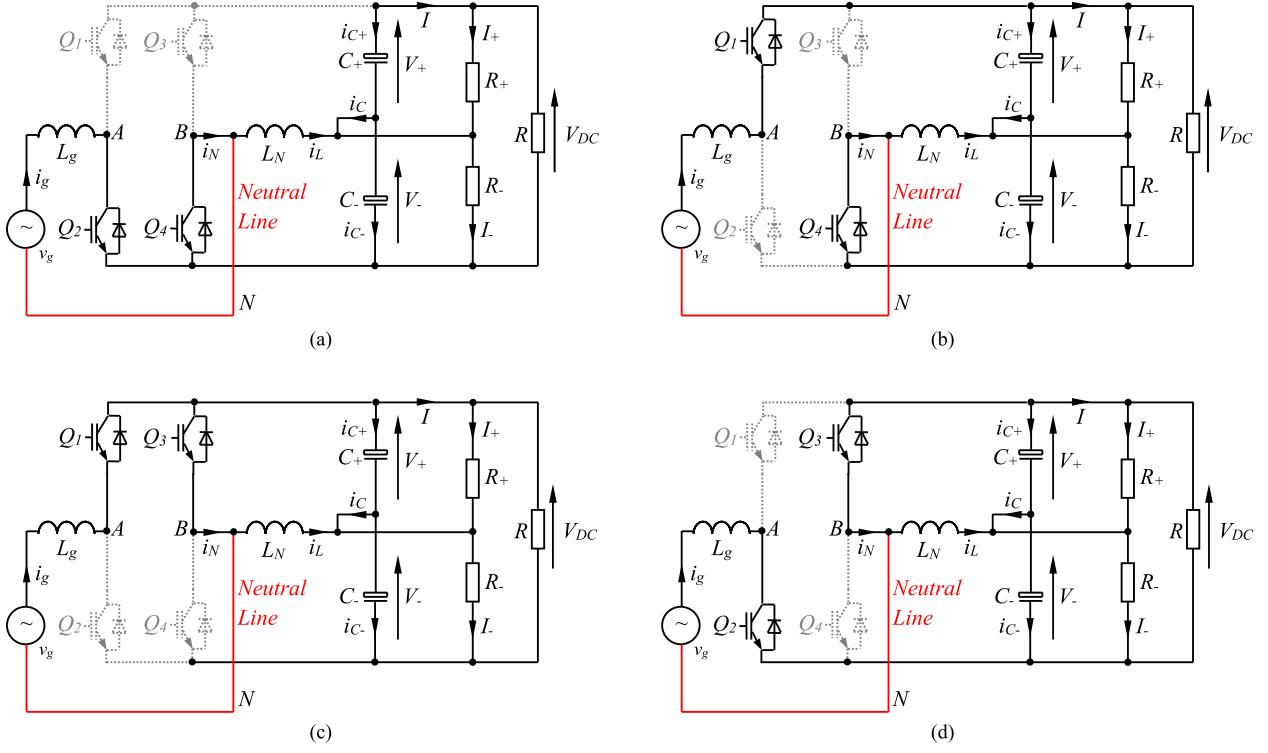 Q1 Q3 iC+ C+ V+ I I+ R+
iC
Lg A B iN LN iL R VDC
ig
Neutral
Line
vg Q2 Q4 C- iC- V- R- I-
N
(a)
Q1 Q3 iC+ C+ V+ I I+ R+
iC
Lg A B iN LN iL R VDC
ig
Neutral
Line
vg Q2 Q4 C- iC- V- R- I-
N
(b)
Q1 Q3 iC+ C+ V+ I I+ R+
iC
Lg A B iN LN iL R VDC
ig
Neutral
Line
vg Q2 Q4 C- iC- V- R- I-
N
(c)
Q1 Q3 iC+ C+ V+ I I+ R+
iC
Lg A B iN LN iL R VDC
ig
Neutral
Line
vg Q2 Q4 C- iC- V- R- I-
N
(d)